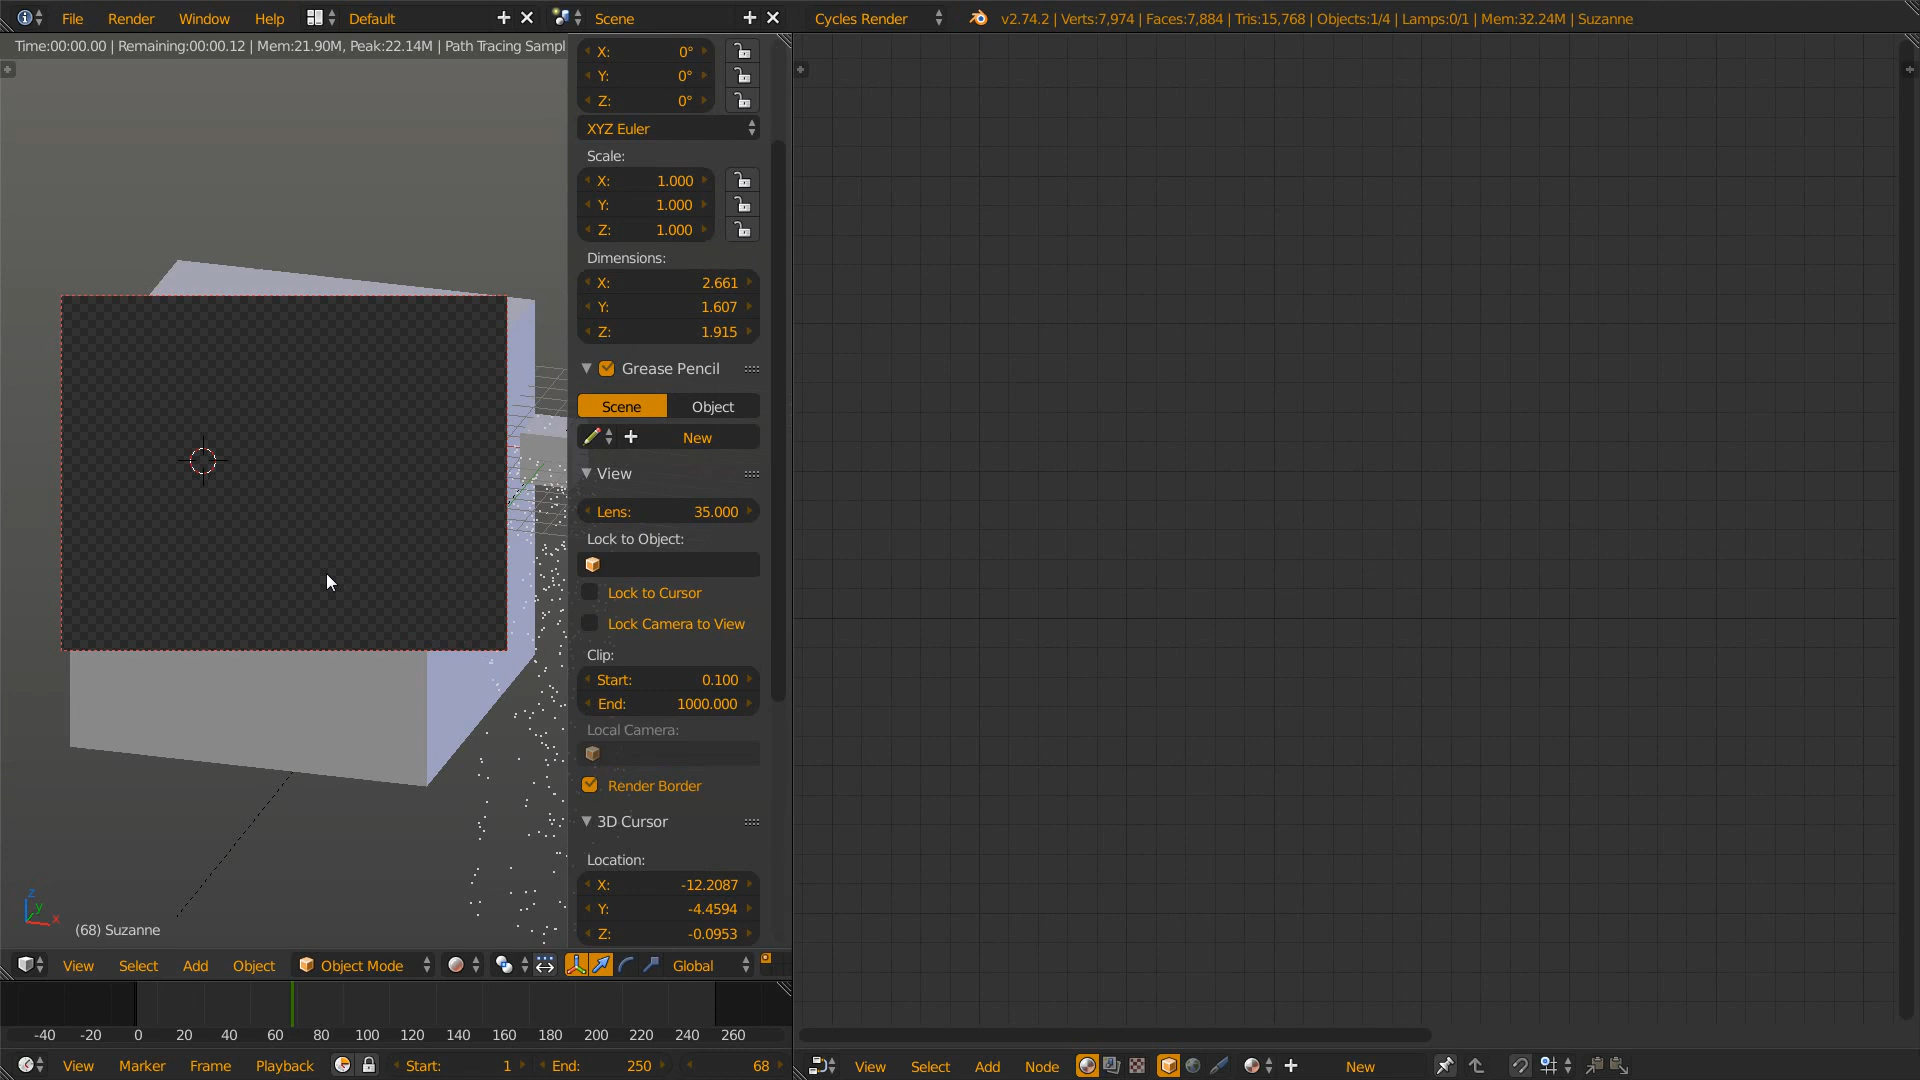 File Render Window Help Default Scene Cycles Render v2.74.2 | Verts:7,974 | Faces:7,884 | Tris:15,768 | Objects:1/4 | Lamps:0/1 | Mem:32.24M | Suzanne
Time:00:00.00 | Remaining:00:00.12 | Mem:21.90M, Peak:22.14M | Path Tracing Sampl
X: 0°
Y: 0°
Z: 0°
XYZ Euler
Scale:
X: 1.000
Y: 1.000
Z: 1.000
Dimensions:
X: 2.661
Y: 1.607
Z: 1.915
Grease Pencil
Scene Object
New
View
Lens: 35.000
Lock to Object:
Lock to Cursor
Lock Camera to View
Clip:
Start: 0.100
End: 1000.000
Local Camera:
Render Border
3D Cursor
Location:
X: -12.2087
Y: -4.4594
Z: -0.0953
z
y
x
(68) Suzanne
View Select Add Object Object Mode Global
-40 -20 0 20 40 60 80 100 120 140 160 180 200 220 240 260
View Marker Frame Playback Start: 1 End: 250 68
View Select Add Node New